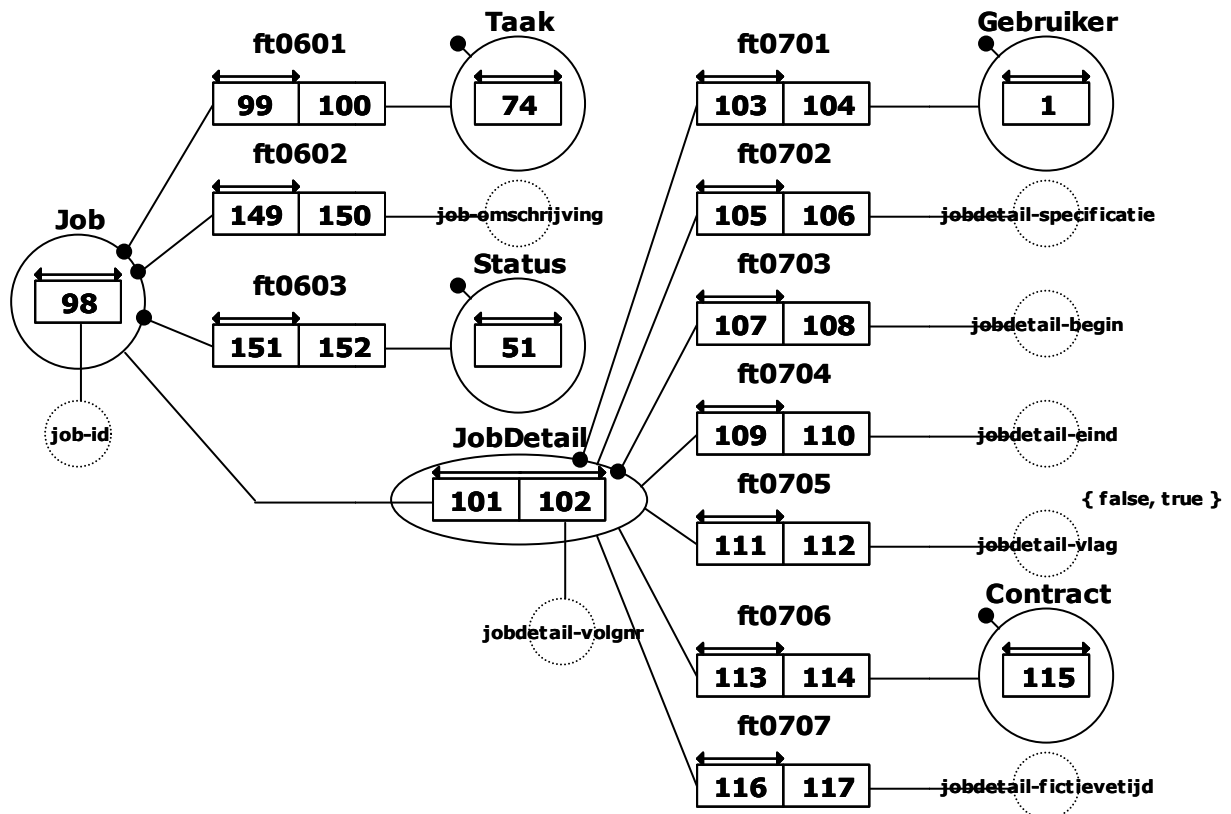 Taak
Gebruiker
ft0601
ft0701
99 100
74
103 104
1
ft0602
ft0702
149 150
job-omschrijving
105 106
jobdetail-specificatie
Job
Status
ft0703
98
ft0603
151 152
51
107 108
jobdetail-begin
ft0704
job-id
JobDetail
109 110
jobdetail-eind
101 102
ft0705
{ false, true }
111 112
jobdetail-vlag
Contract
ft0706
jobdetail-volgnr
113 114
115
ft0707
116 117
jobdetail-fictievetijd